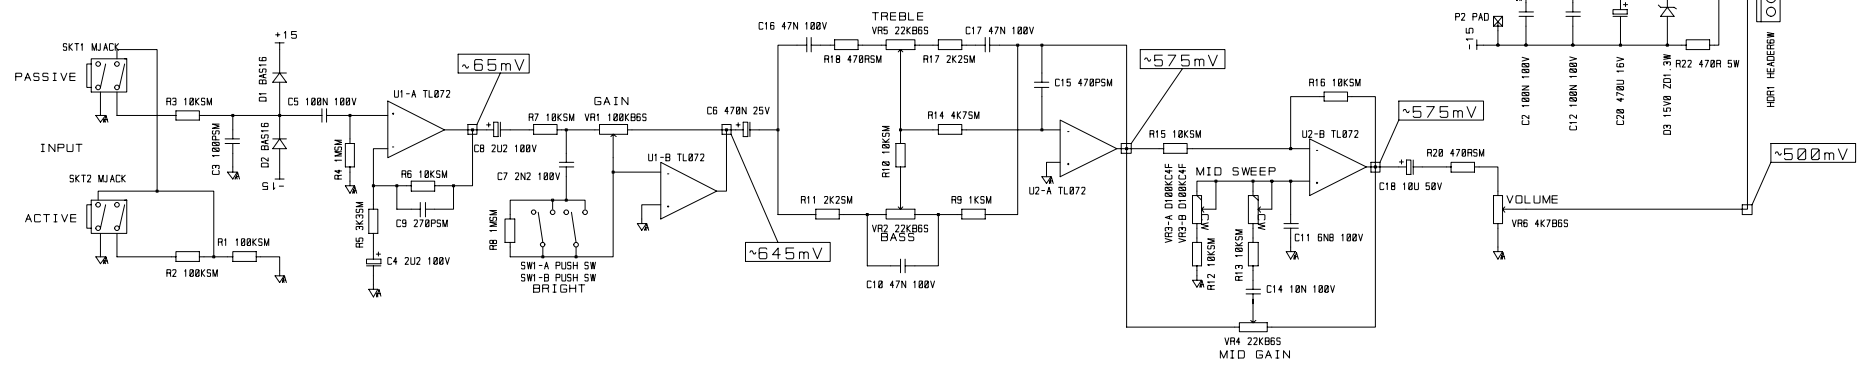 SKT1 MJACK
PASSIVE
INPUT
SKT2 MJACK
ACTIVE
R3 10KSM
C3 100PSM
R2 100KSM
R1 100KSM
+15
D1 BAS16
D2 BAS16
-15
C5 100N 100V
R4 1MSM
U1-A TL072
R6 10KSM
C9 270PSM
R5 3K3SM
C4 2U2 100V
~65mV
C8 2U2 100V
R7 10KSM
GAIN
VR1 100KB6S
C7 2N2 100V
R8 1MSM
SW1-A PUSH SW
SW1-B PUSH SW
BRIGHT
U1-B TL072
C6 470N 25V
~645mV
C16 47N 100V
R18 470RSM
TREBLE
VR5 22KB6S
R17 2K2SM
C17 47N 100V
R14 4K7SM
C15 470PSM
R10 10KSM
R11 2K2SM
VR2 22KB6S
BASS
R9 1KSM
C10 47N 100V
U2-A TL072
~575mV
R15 10KSM
R16 10KSM
U2-B TL072
MID SWEEP
VR3-A D100KC4F
VR3-B D100KC4F
CW
CW
R12 10KSM
R13 10KSM
C11 6N8 100V
C14 10N 100V
VR4 22KB6S
MID GAIN
~575mV
C18 10U 50V
R20 470RSM
VOLUME
VR6 4K7B6S
~500mV
P2 PAD
-15
C2 100N 100V
C12 100N 100V
C20 470U 16V
D3 15V0 ZD1.3W
R22 470R 5W
HDR1 HEADER6W